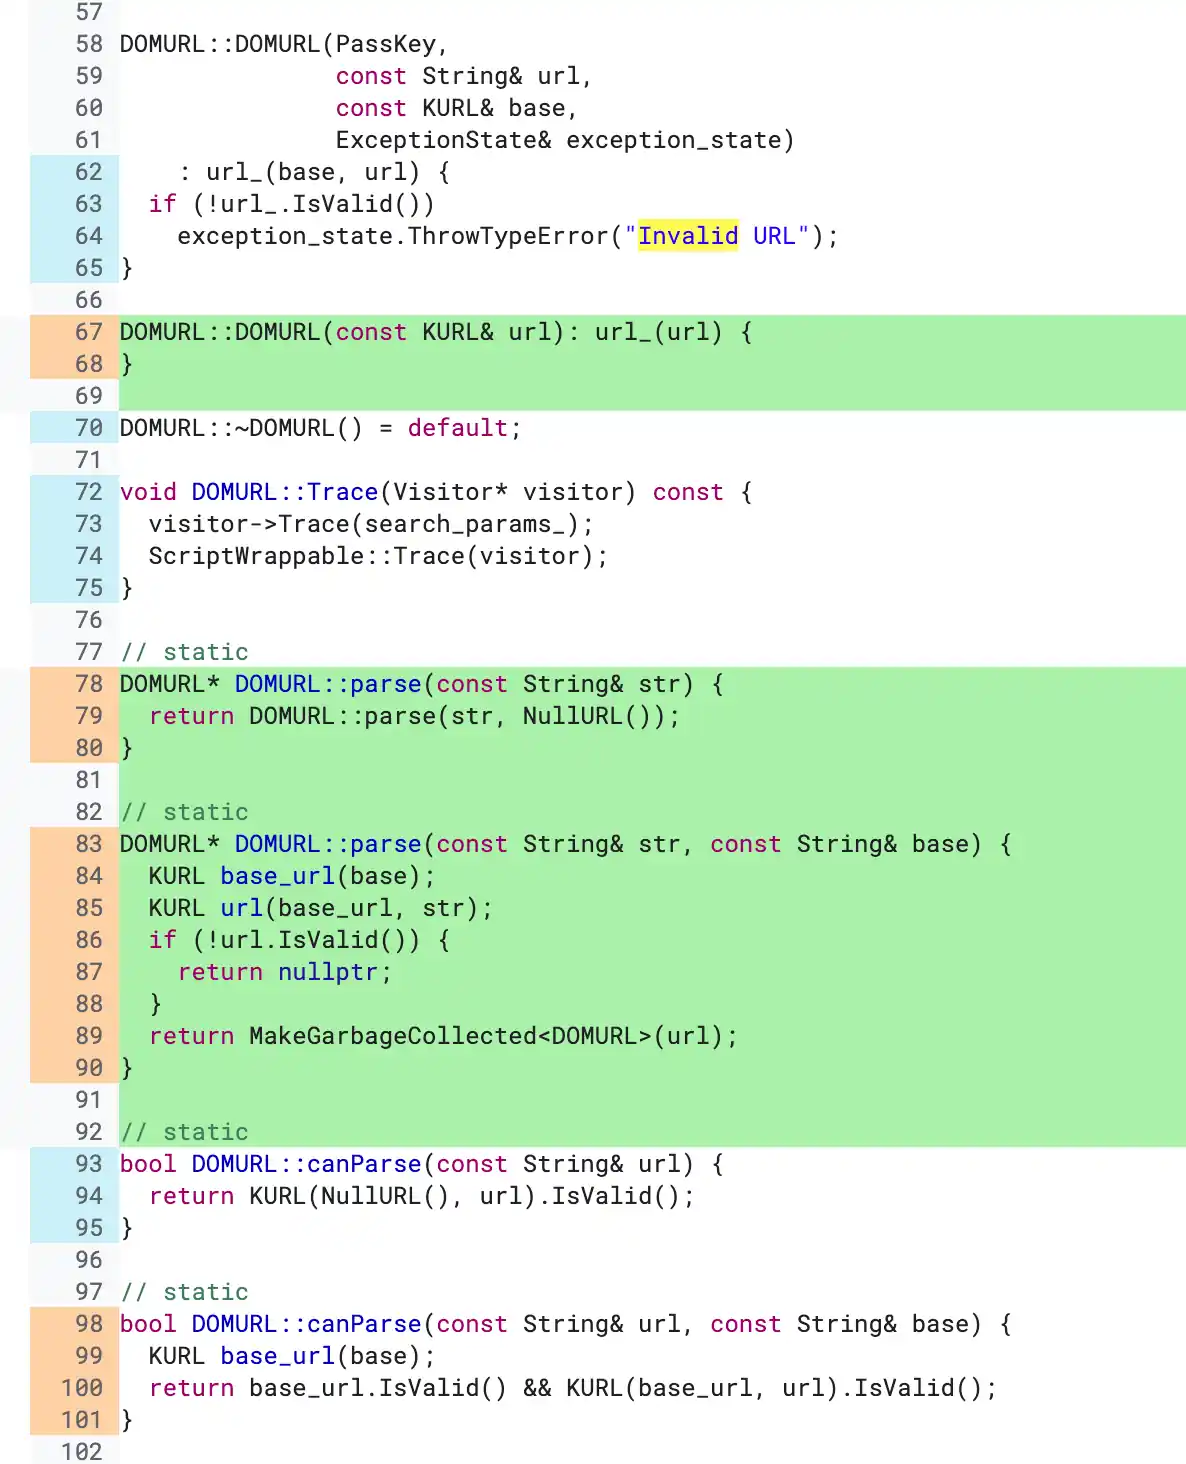 57
58 DOMURL::DOMURL(PassKey,
59                const String& url,
60                const KURL& base,
61                ExceptionState& exception_state)
62     : url_(base, url) {
63   if (!url_.IsValid())
64     exception_state.ThrowTypeError("Invalid URL");
65 }
66
67 DOMURL::DOMURL(const KURL& url): url_(url) {
68 }
69
70 DOMURL::~DOMURL() = default;
71
72 void DOMURL::Trace(Visitor* visitor) const {
73   visitor->Trace(search_params_);
74   ScriptWrappable::Trace(visitor);
75 }
76
77 // static
78 DOMURL* DOMURL::parse(const String& str) {
79   return DOMURL::parse(str, NullURL());
80 }
81
82 // static
83 DOMURL* DOMURL::parse(const String& str, const String& base) {
84   KURL base_url(base);
85   KURL url(base_url, str);
86   if (!url.IsValid()) {
87     return nullptr;
88   }
89   return MakeGarbageCollected<DOMURL>(url);
90 }
91
92 // static
93 bool DOMURL::canParse(const String& url) {
94   return KURL(NullURL(), url).IsValid();
95 }
96
97 // static
98 bool DOMURL::canParse(const String& url, const String& base) {
99   KURL base_url(base);
100   return base_url.IsValid() && KURL(base_url, url).IsValid();
101 }
102